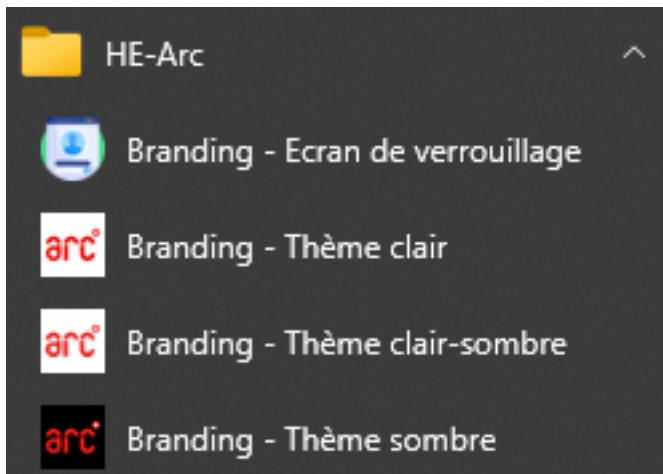 HE-Arc
Branding - Ecran de verrouillage
arc
Branding - Thème clair
arc
Branding - Thème clair-sombre
arc
Branding - Thème sombre